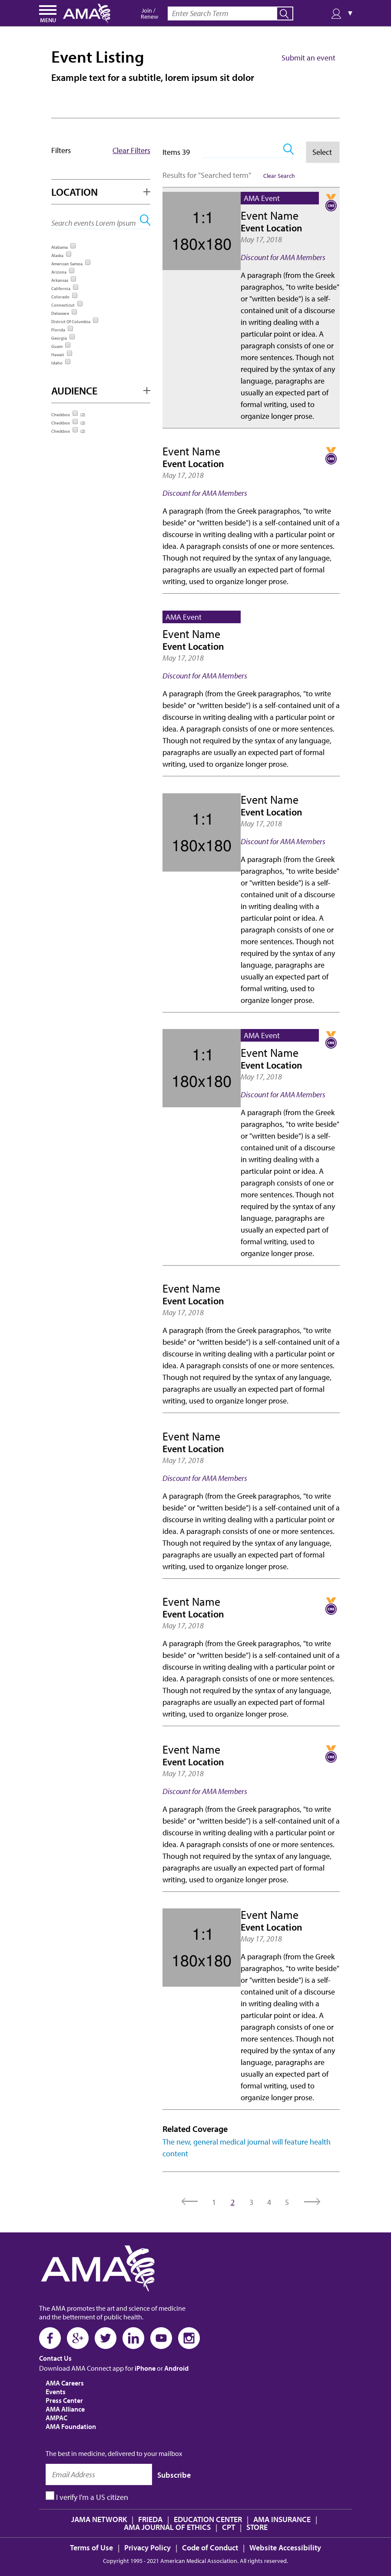 MENU
AMA
Join /
Renew
Enter Search Term
Event Listing
Submit an event
Example text for a subtitle, lorem ipsum sit dolor
Filters
Clear Filters
LOCATION
Search events Lorem Ipsum
Alabama
Alaska
American Samoa
Arizona
Arkansas
California
Colorado
Connecticut
Delaware
District Of Columbia
Florida
Georgia
Guam
Hawaii
Idaho
AUDIENCE
Checkbox
Checkbox
Checkbox
Items 39
Select
Results for "Searched term"
Clear Search
1:1
180x180
AMA Event
CME
Event Name
Event Location
May 17, 2018
Discount for AMA Members
A paragraph (from the Greek
paragraphos, "to write beside"
or "written beside") is a self-
contained unit of a discourse
in writing dealing with a
particular point or idea. A
paragraph consists of one or
more sentences. Though not
required by the syntax of any
language, paragraphs are
usually an expected part of
formal writing, used to
organize longer prose.
Event Name
CME
Event Location
May 17, 2018
Discount for AMA Members
A paragraph (from the Greek paragraphos, "to write
beside" or "written beside") is a self-contained unit of a
discourse in writing dealing with a particular point or
idea. A paragraph consists of one or more sentences.
Though not required by the syntax of any language,
paragraphs are usually an expected part of formal
writing, used to organize longer prose.
AMA Event
Event Name
Event Location
May 17, 2018
Discount for AMA Members
A paragraph (from the Greek paragraphos, "to write
beside" or "written beside") is a self-contained unit of a
discourse in writing dealing with a particular point or
idea. A paragraph consists of one or more sentences.
Though not required by the syntax of any language,
paragraphs are usually an expected part of formal
writing, used to organize longer prose.
1:1
180x180
Event Name
Event Location
May 17, 2018
Discount for AMA Members
A paragraph (from the Greek
paragraphos, "to write beside"
or "written beside") is a self-
contained unit of a discourse
in writing dealing with a
particular point or idea. A
paragraph consists of one or
more sentences. Though not
required by the syntax of any
language, paragraphs are
usually an expected part of
formal writing, used to
organize longer prose.
1:1
180x180
AMA Event
CME
Event Name
Event Location
May 17, 2018
Discount for AMA Members
A paragraph (from the Greek
paragraphos, "to write beside"
or "written beside") is a self-
contained unit of a discourse
in writing dealing with a
particular point or idea. A
paragraph consists of one or
more sentences. Though not
required by the syntax of any
language, paragraphs are
usually an expected part of
formal writing, used to
organize longer prose.
Event Name
Event Location
May 17, 2018
A paragraph (from the Greek paragraphos, "to write
beside" or "written beside") is a self-contained unit of a
discourse in writing dealing with a particular point or
idea. A paragraph consists of one or more sentences.
Though not required by the syntax of any language,
paragraphs are usually an expected part of formal
writing, used to organize longer prose.
Event Name
Event Location
May 17, 2018
Discount for AMA Members
A paragraph (from the Greek paragraphos, "to write
beside" or "written beside") is a self-contained unit of a
discourse in writing dealing with a particular point or
idea. A paragraph consists of one or more sentences.
Though not required by the syntax of any language,
paragraphs are usually an expected part of formal
writing, used to organize longer prose.
Event Name
CME
Event Location
May 17, 2018
A paragraph (from the Greek paragraphos, "to write
beside" or "written beside") is a self-contained unit of a
discourse in writing dealing with a particular point or
idea. A paragraph consists of one or more sentences.
Though not required by the syntax of any language,
paragraphs are usually an expected part of formal
writing, used to organize longer prose.
Event Name
CME
Event Location
May 17, 2018
Discount for AMA Members
A paragraph (from the Greek paragraphos, "to write
beside" or "written beside") is a self-contained unit of a
discourse in writing dealing with a particular point or
idea. A paragraph consists of one or more sentences.
Though not required by the syntax of any language,
paragraphs are usually an expected part of formal
writing, used to organize longer prose.
1:1
180x180
Event Name
Event Location
May 17, 2018
A paragraph (from the Greek
paragraphos, "to write beside"
or "written beside") is a self-
contained unit of a discourse
in writing dealing with a
particular point or idea. A
paragraph consists of one or
more sentences. Though not
required by the syntax of any
language, paragraphs are
usually an expected part of
formal writing, used to
organize longer prose.
Related Coverage
The new, general medical journal will feature health
content
1 2 3 4 5
AMA
The AMA promotes the art and science of medicine
and the betterment of public health.
Contact Us
Download AMA Connect app for iPhone or Android
AMA Careers
Events
Press Center
AMA Alliance
AMPAC
AMA Foundation
The best in medicine, delivered to your mailbox
Email Address
Subscribe
I verify I'm a US citizen
JAMA NETWORK | FRIEDA | EDUCATION CENTER | AMA INSURANCE |
AMA JOURNAL OF ETHICS | CPT | STORE
Terms of Use | Privacy Policy | Code of Conduct | Website Accessibility
Copyright 1995 - 2021 American Medical Association. All rights reserved.